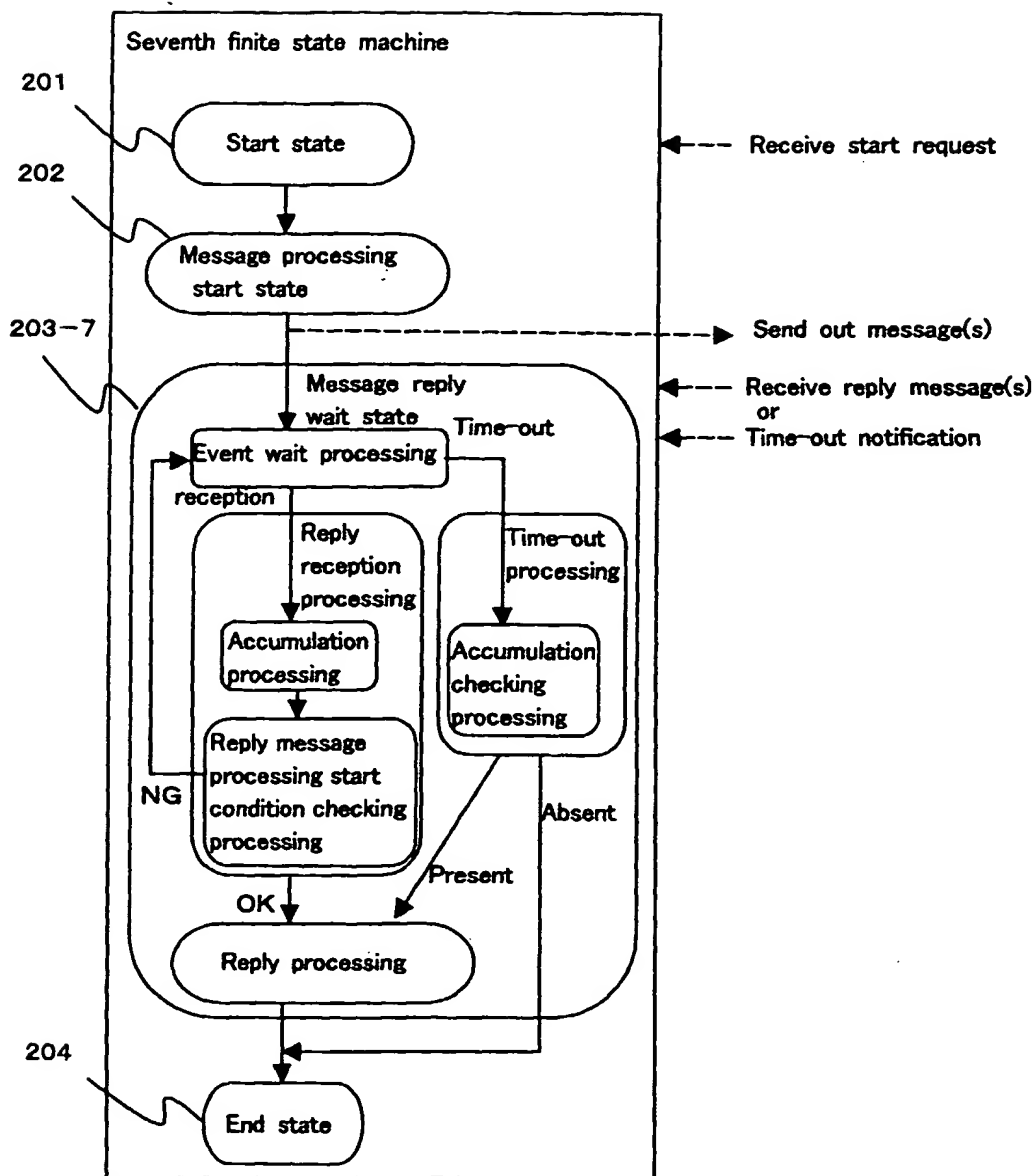 Seventh finite state machine
201
Start state
Receive start request
202
Message processing
start state
203-7
Send out message(s)
Message reply
wait state
Receive reply message(s)
or
Time-out notification
Time-out
Event wait processing
reception
Reply
reception
processing
Time-out
processing
Accumulation
processing
Accumulation
checking
processing
Reply message
processing start
condition checking
processing
NG
Absent
Present
OK
Reply processing
204
End state